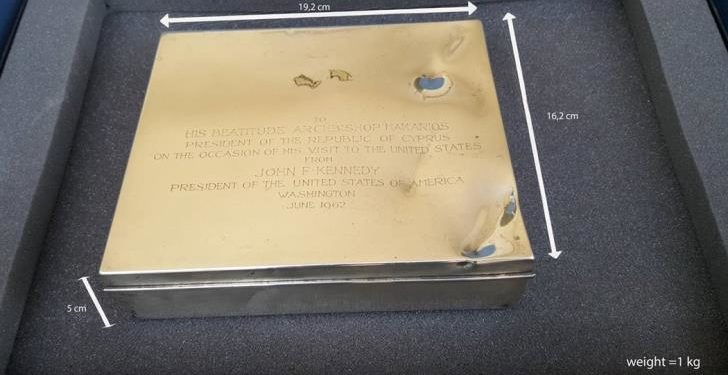 19,2 cm
16,2 cm
TO
HIS BEATITUDE ARCHBISHOP MAKARIOS
PRESIDENT OF THE REPUBLIC OF CYPRUS
ON THE OCCASION OF HIS VISIT TO THE UNITED STATES
FROM
JOHN F KENNEDY
PRESIDENT OF THE UNITED STATES OF AMERICA
WASHINGTON
JUNE 1962
5 cm
weight =1 kg